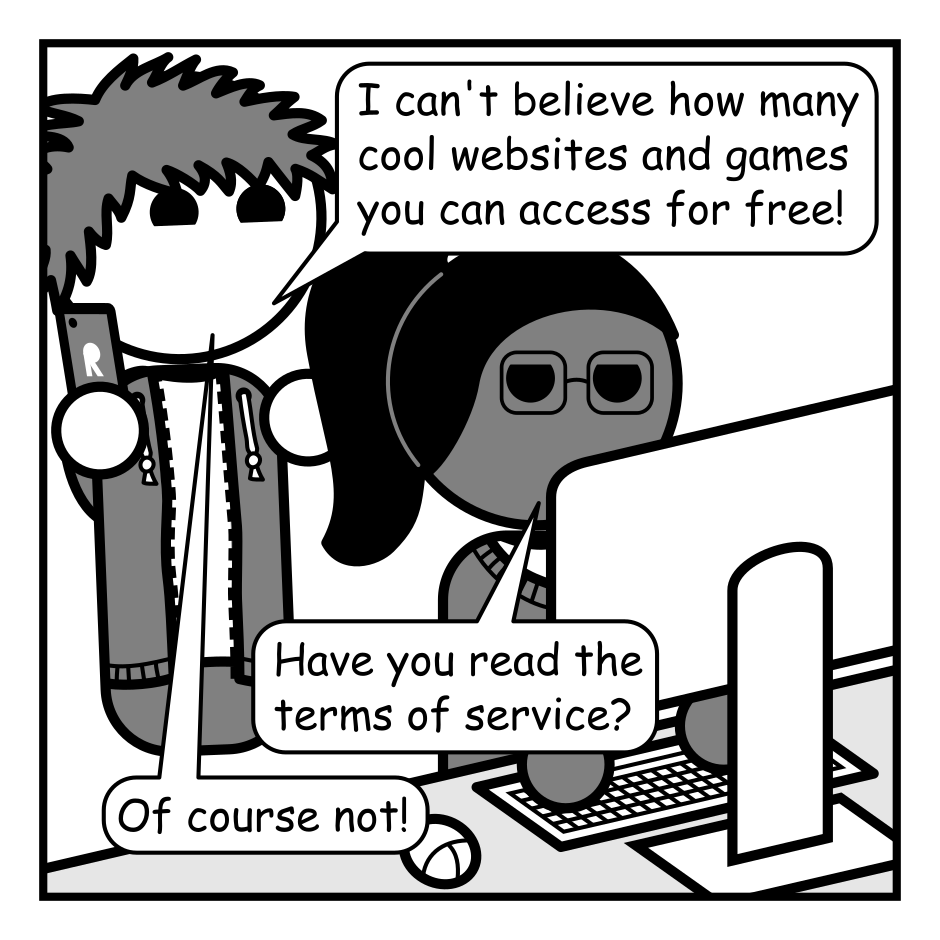 I can't believe how many
cool websites and games
you can access for free!
R
Have you read the
terms of service?
Of course not!